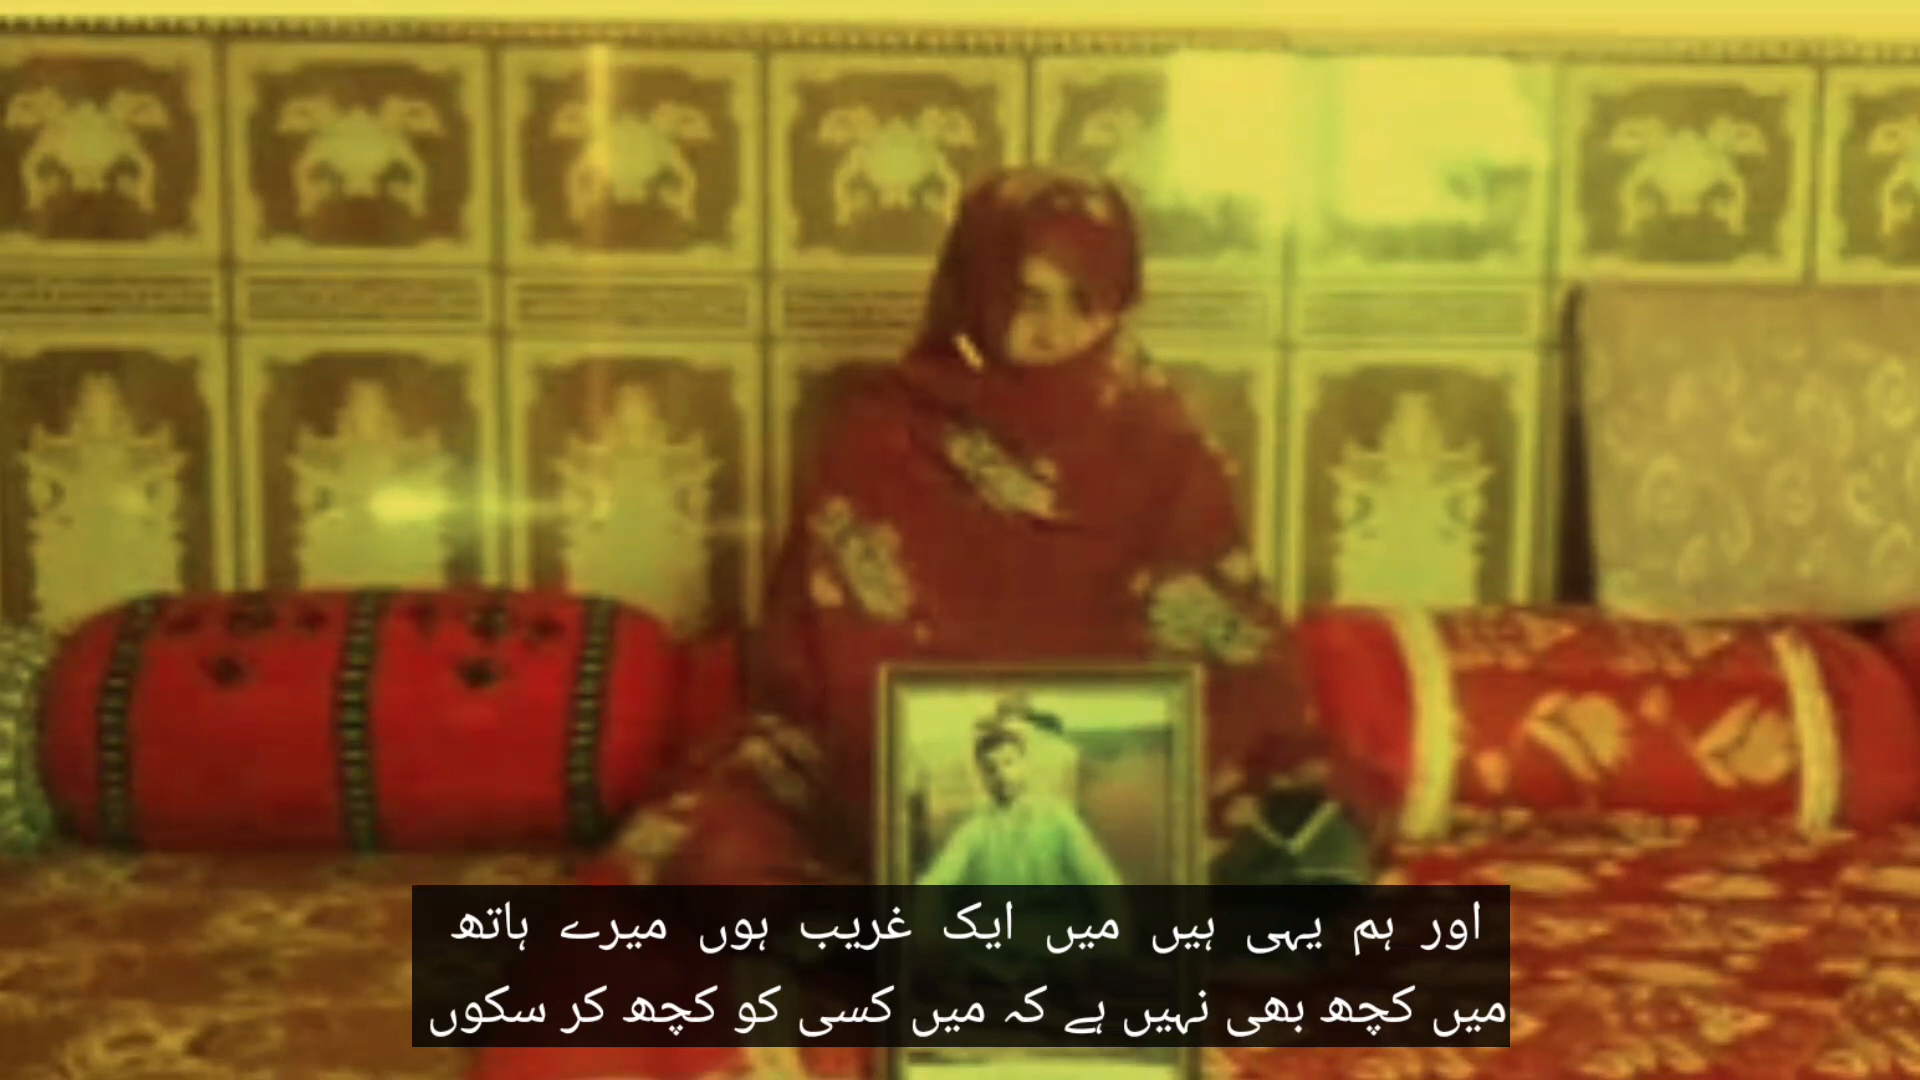 اور ہم یہی ہیں میں ایک غریب ہوں میرے ہاتھ
میں کچھ بھی نہیں ہے کہ میں کسی کو کچھ کر سکوں